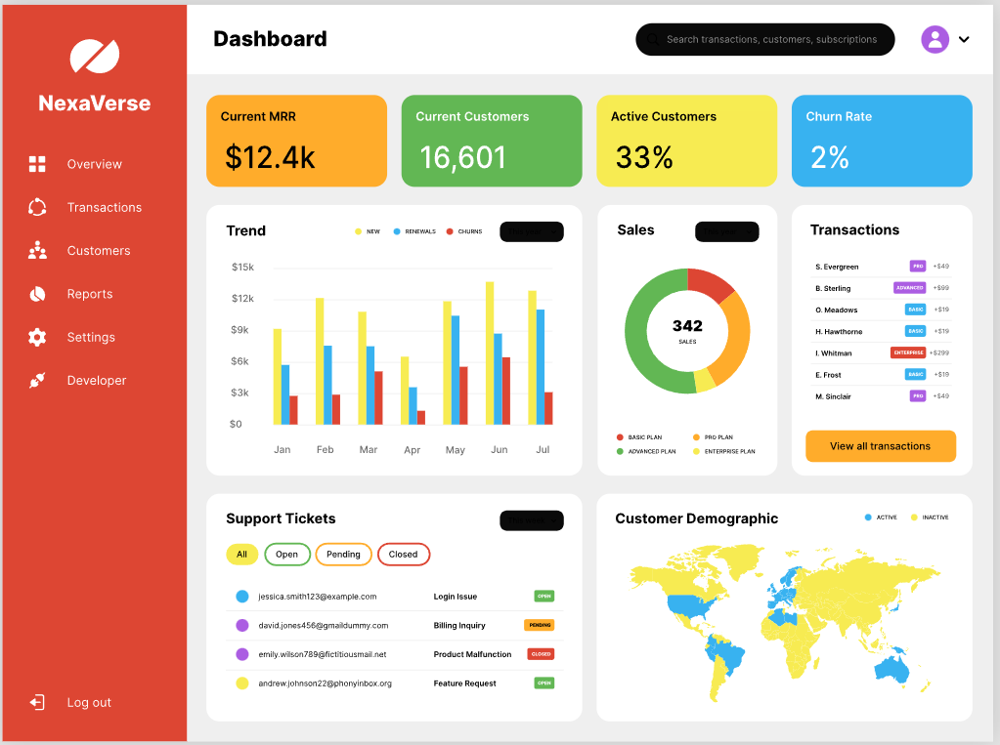 NexaVerse
Overview
Transactions
Customers
Reports
Settings
Developer
Log out
Dashboard
Search transactions, customers, subscriptions
Current MRR
$12.4k
Current Customers
16,601
Active Customers
33%
Churn Rate
2%
Trend
NEW RENEWALS CHURNS
$15k
$12k
$9k
$6k
$3k
$0
Jan Feb Mar Apr May Jun Jul
Sales
342
SALES
BASIC PLAN PRO PLAN
ADVANCED PLAN ENTERPRISE PLAN
Transactions
S. Evergreen PRO +$49
B. Sterling ADVANCED +$99
O. Meadows BASIC +$19
H. Hawthorne BASIC +$19
I. Whitman ENTERPRISE +$299
E. Frost BASIC +$19
M. Sinclair PRO +$49
View all transactions
Support Tickets
All Open Pending Closed
jessica.smith123@example.com Login Issue OPEN
david.jones456@gmaildummy.com Billing Inquiry PENDING
emily.wilson789@fictitiousmail.net Product Malfunction CLOSED
andrew.johnson22@phonyinbox.org Feature Request OPEN
Customer Demographic
ACTIVE INACTIVE